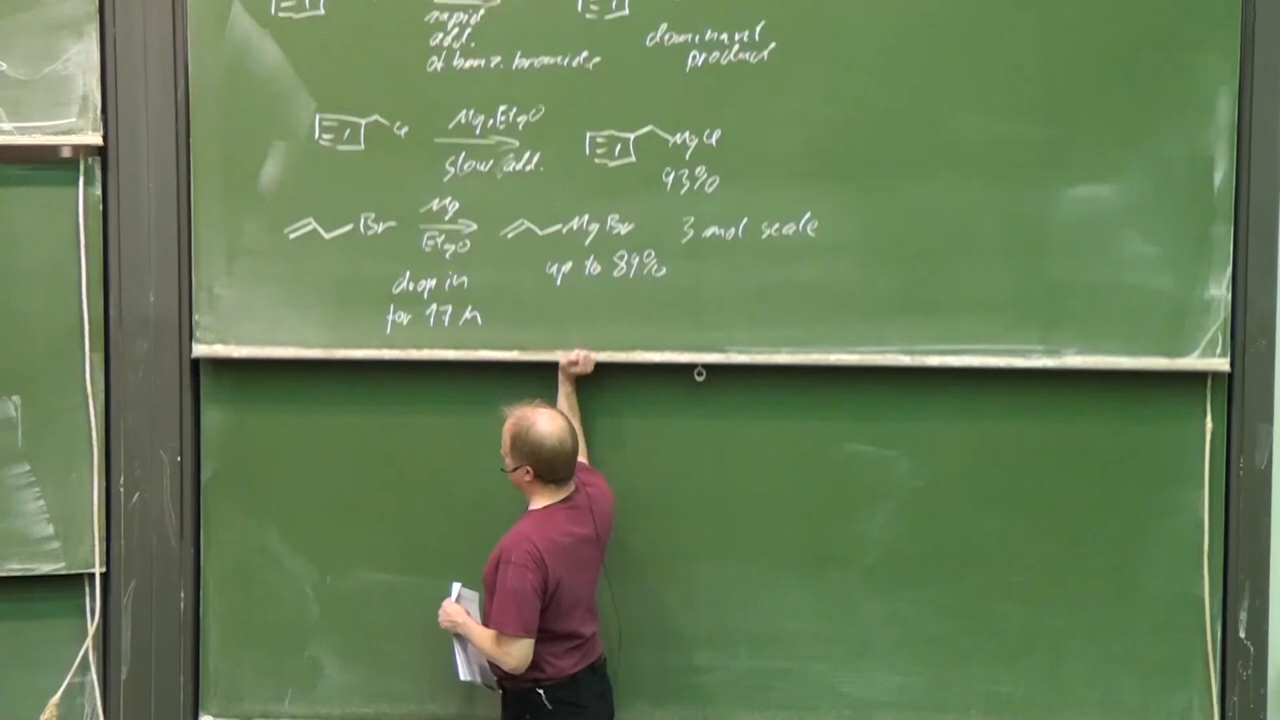 rapid
add.
of benz. bromide
dominant
product
Cl
Mg, Et2O
slow add.
MgCl
93%
Br
Mg
Et2O
MgBr
3 mol scale
drop in
for 17 h
up to 89%